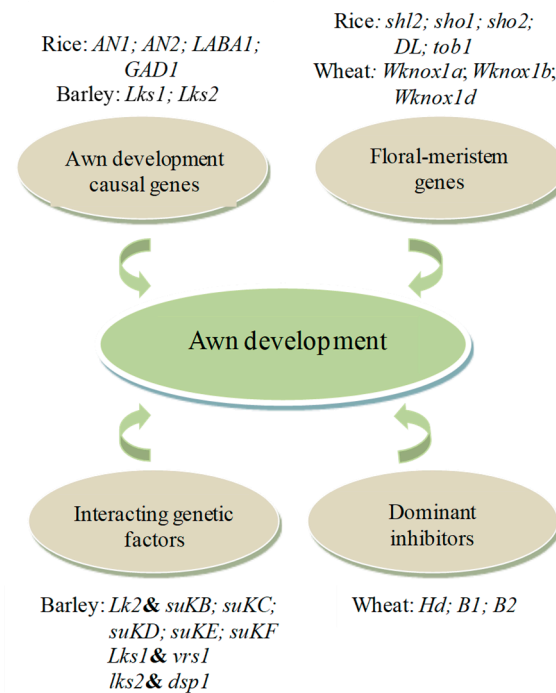 Rice: AN1; AN2; LABA1;
GAD1
Barley: Lks1; Lks2
Rice: shl2; sho1; sho2;
DL; tob1
Wheat: Wknox1a; Wknox1b;
Wknox1d
Awn development
causal genes
Floral-meristem
genes
Awn development
Interacting genetic
factors
Dominant
inhibitors
Barley: Lk2& suKB; suKC;
suKD; suKE; suKF
Lks1& vrs1
lks2& dsp1
Wheat: Hd; B1; B2